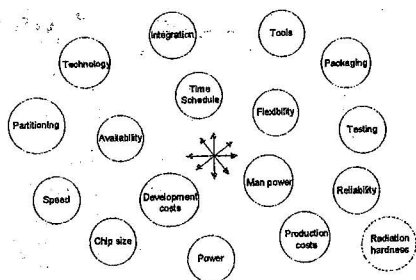 Integration
Tools
Technology
Packaging
Time
Schedule
Flexibility
Partitioning
Availability
Testing
Man power
Reliability
Speed
Development
costs
Chip size
Power
Production
costs
Radiation
hardness